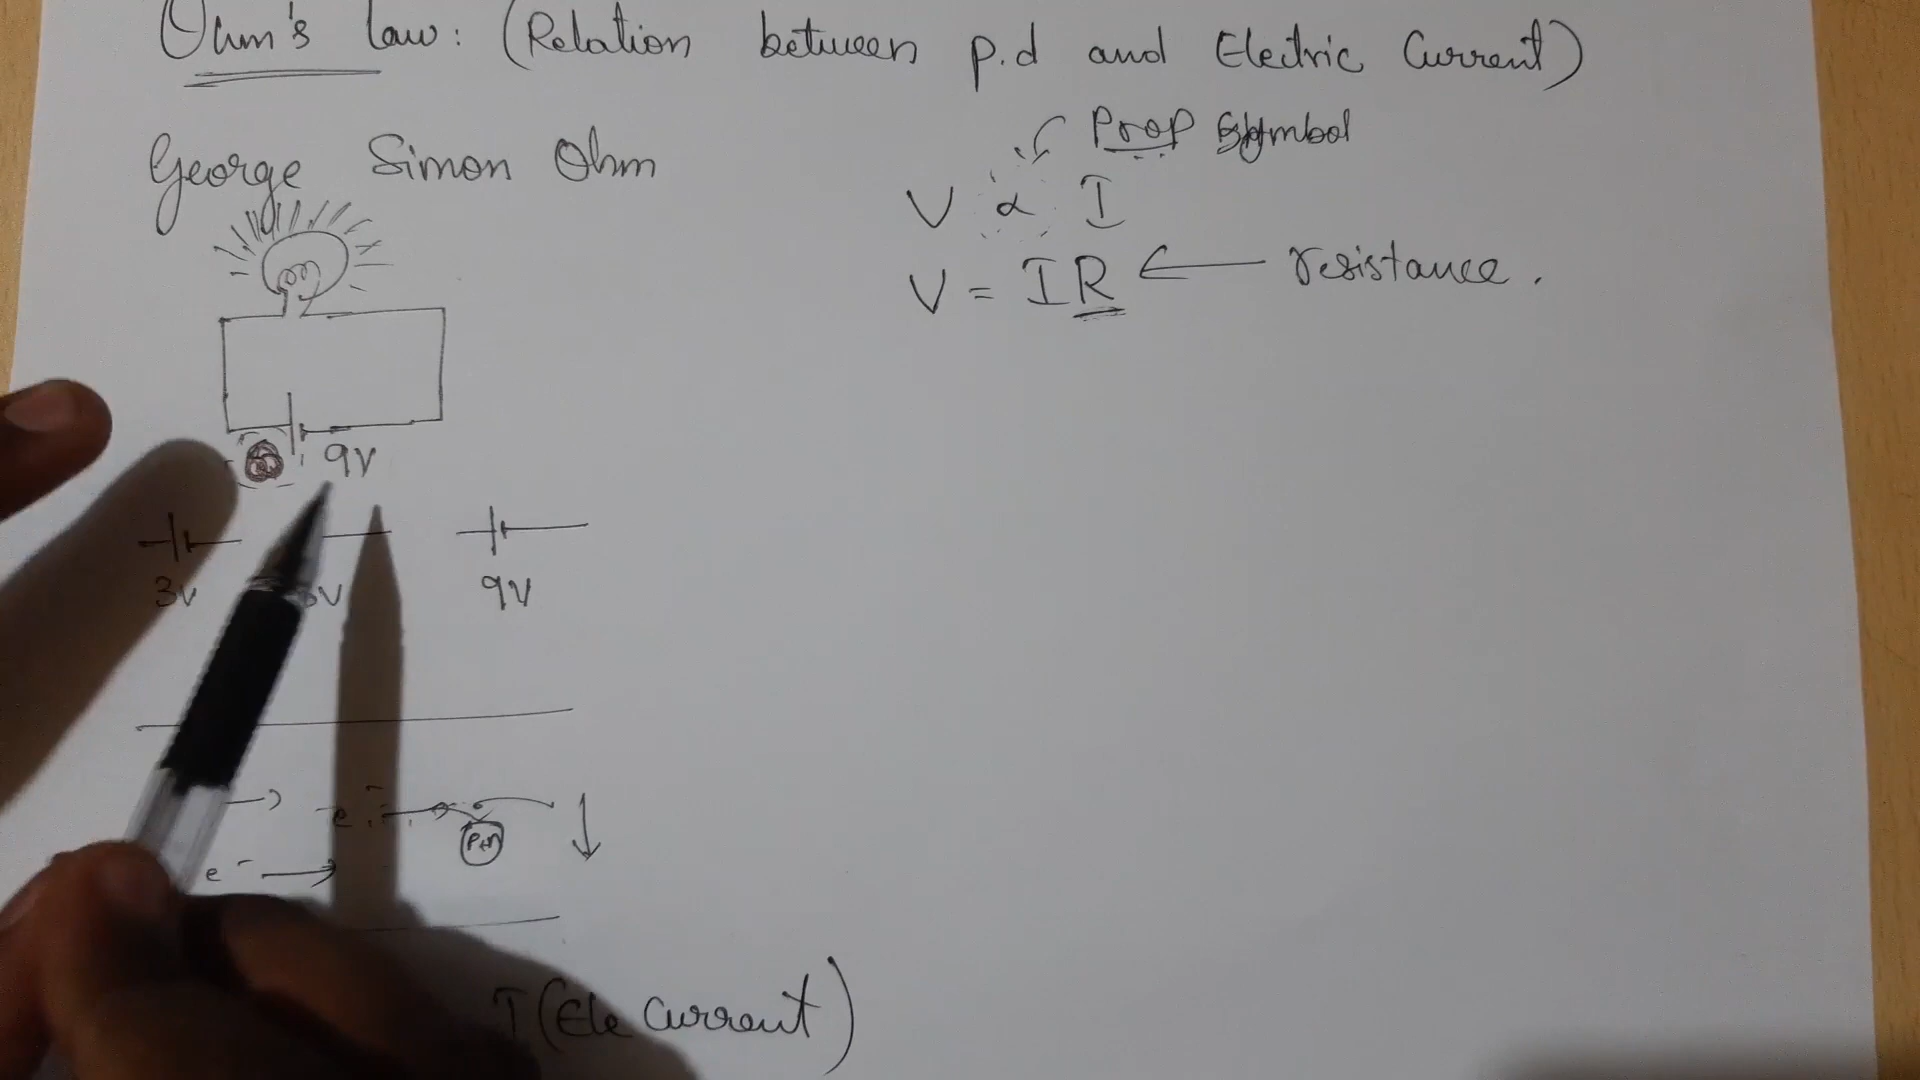 Ohm's law: (Relation between p.d and Electric Current)
George Simon Ohm
Prop Symbol
V ∝ I
V = IR ← resistance.
9V
3V
9V
e⁻
P+n
e⁻
I (Ele Current)